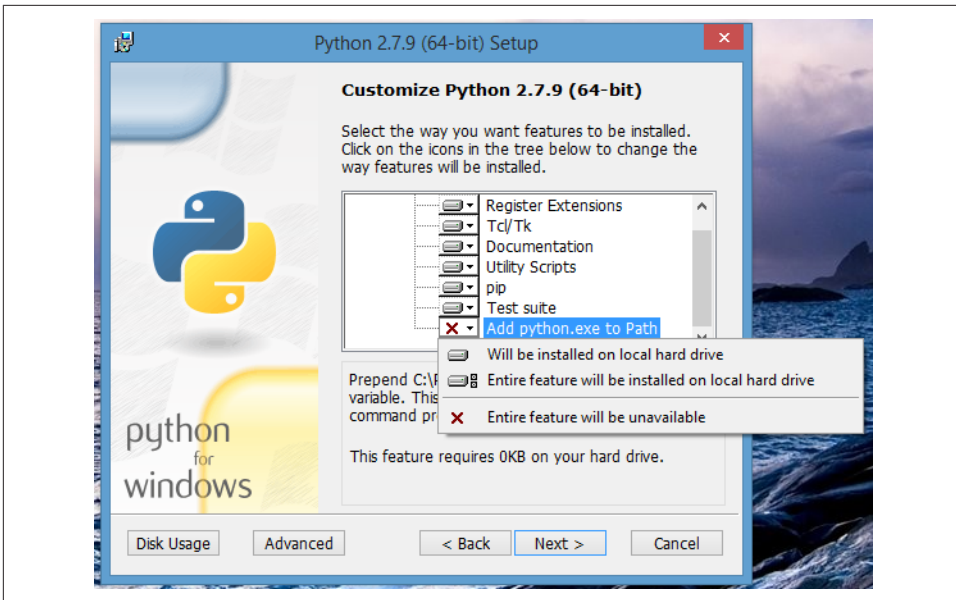 Python 2.7.9 (64-bit) Setup
Customize Python 2.7.9 (64-bit)
Select the way you want features to be installed.
Click on the icons in the tree below to change the
way features will be installed.
Register Extensions
Tcl/Tk
Documentation
Utility Scripts
pip
Test suite
Add python.exe to Path
Will be installed on local hard drive
Entire feature will be installed on local hard drive
Entire feature will be unavailable
Prepend C:\
variable. This
command pr
This feature requires 0KB on your hard drive.
python
for
windows
Disk Usage
Advanced
< Back
Next >
Cancel